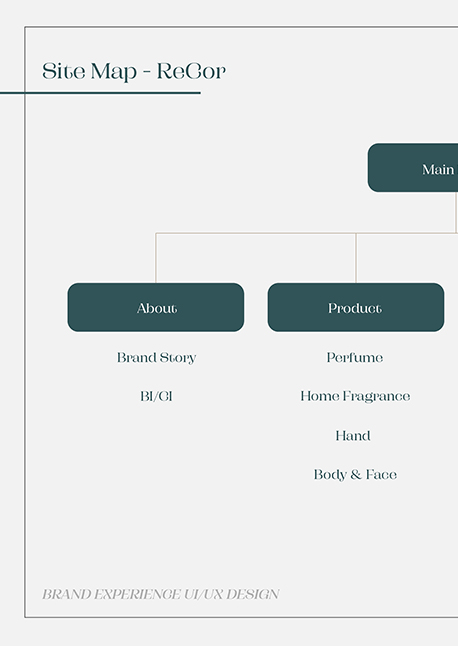 Site Map - ReCor
Main
About
Product
Brand Story
Perfume
BI/CI
Home Fragrance
Hand
Body & Face
BRAND EXPERIENCE UI/UX DESIGN